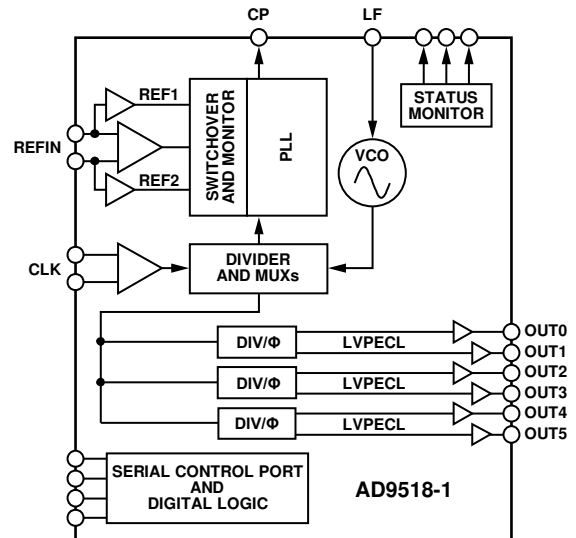 CP
LF
REF1
REFIN
REF2
SWITCHOVER
AND MONITOR
PLL
STATUS
MONITOR
VCO
CLK
DIVIDER
AND MUXs
DIV/Φ
LVPECL
OUT0
OUT1
DIV/Φ
LVPECL
OUT2
OUT3
DIV/Φ
LVPECL
OUT4
OUT5
SERIAL CONTROL PORT
AND
DIGITAL LOGIC
AD9518-1